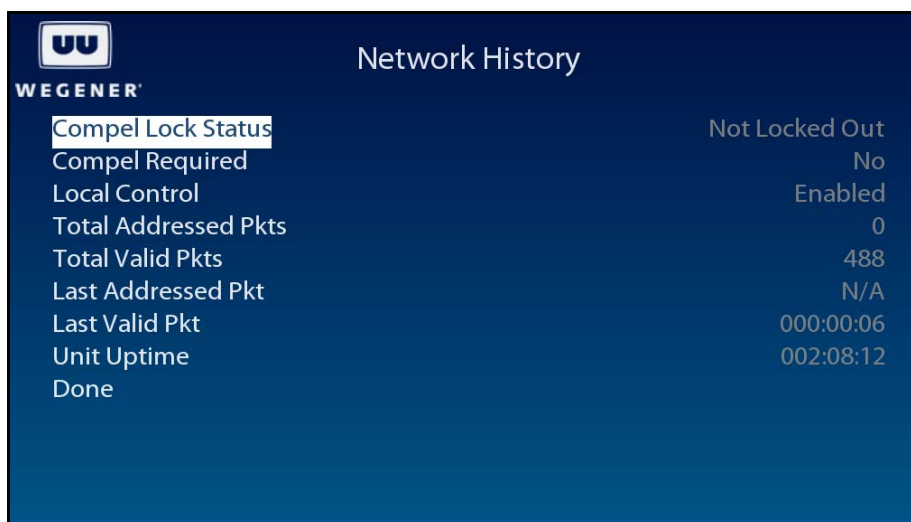 UU
WEGENER
Network History
Compel Lock Status Not Locked Out
Compel Required No
Local Control Enabled
Total Addressed Pkts 0
Total Valid Pkts 488
Last Addressed Pkt N/A
Last Valid Pkt 000:00:06
Unit Uptime 002:08:12
Done